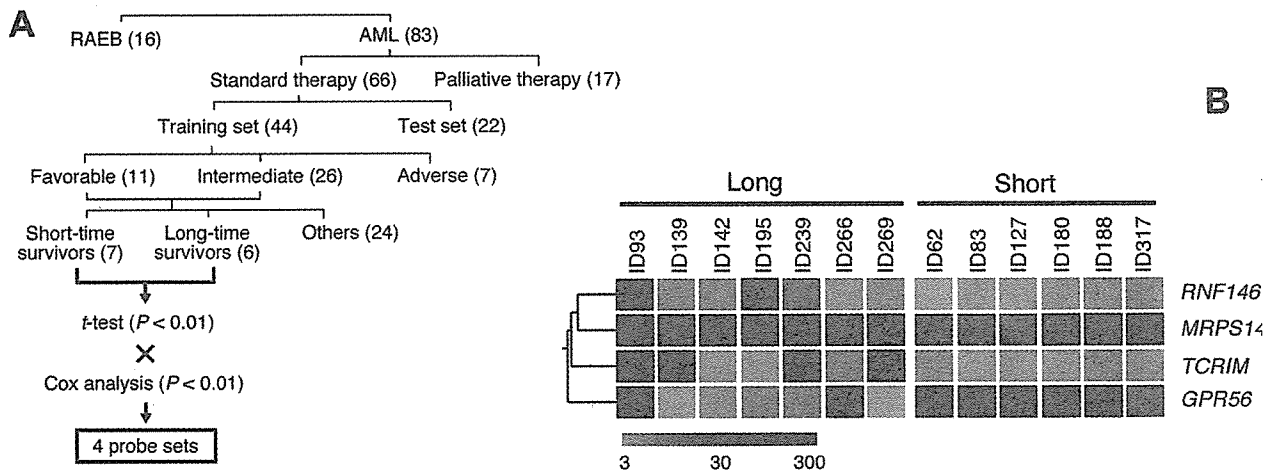 A
RAEB (16)
AML (83)
Standard therapy (66)
Palliative therapy (17)
Training set (44)
Test set (22)
Favorable (11)
Intermediate (26)
Adverse (7)
Short-time
survivors (7)
Long-time
survivors (6)
Others (24)
t-test (P < 0.01)
×
Cox analysis (P < 0.01)
4 probe sets
B
Long
Short
ID93
ID139
ID142
ID195
ID239
ID266
ID269
ID62
ID83
ID127
ID180
ID188
ID317
RNF146
MRPS14
TCRIM
GPR56
3 30 300